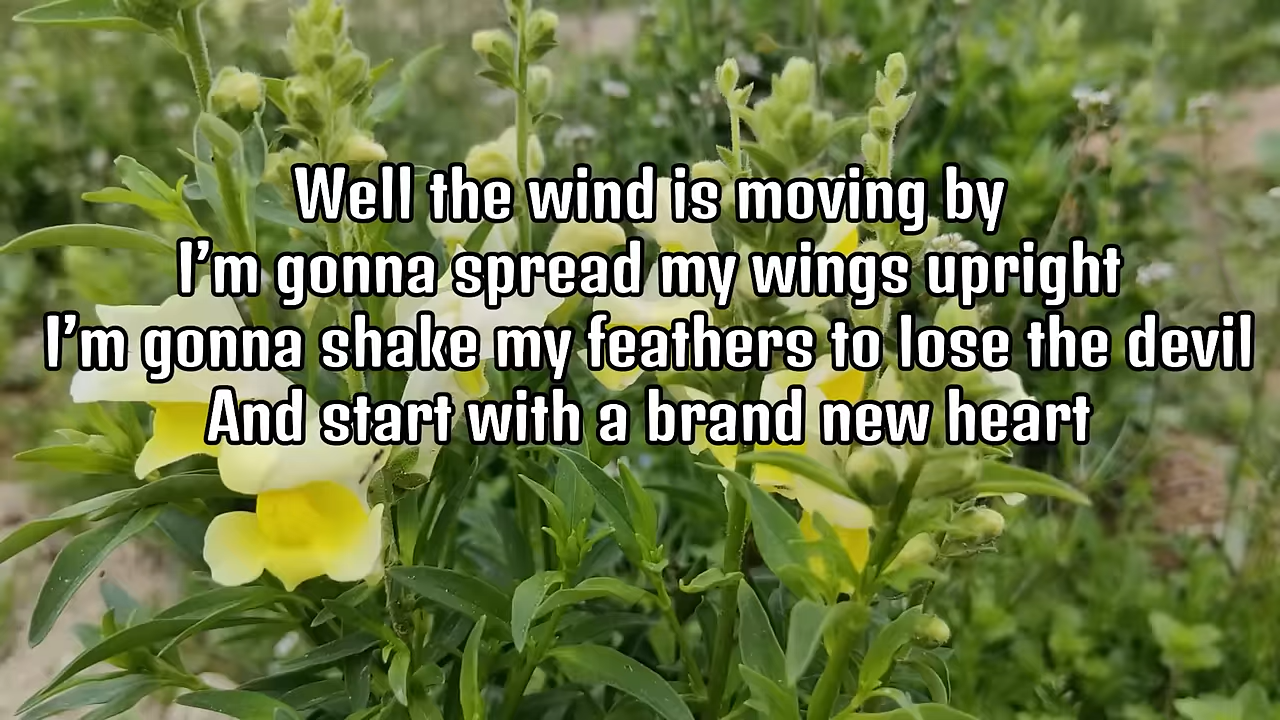 Well the wind is moving by
I'm gonna spread my wings upright
I'm gonna shake my feathers to lose the devil
And start with a brand new heart